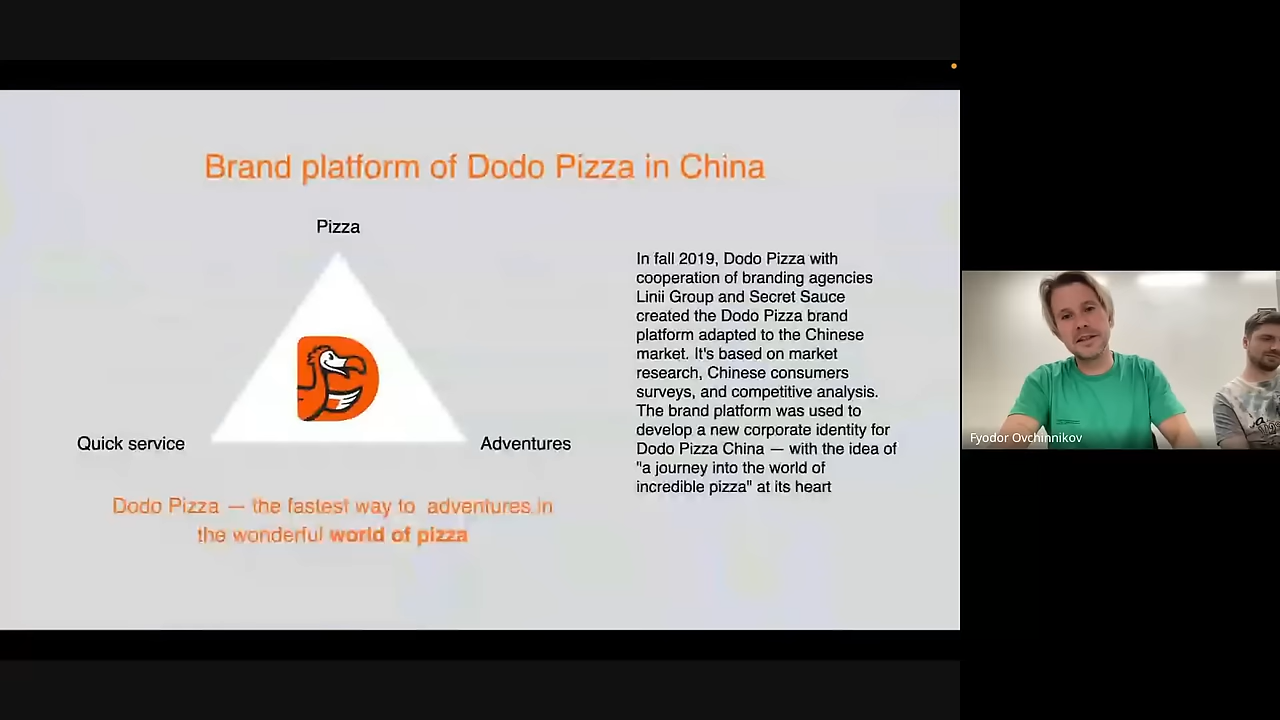 Brand platform of Dodo Pizza in China
Pizza
Quick service
Adventures
Dodo Pizza — the fastest way to adventures in
the wonderful world of pizza
In fall 2019, Dodo Pizza with
cooperation of branding agencies
Linii Group and Secret Sauce
created the Dodo Pizza brand
platform adapted to the Chinese
market. It's based on market
research, Chinese consumers
surveys, and competitive analysis.
The brand platform was used to
develop a new corporate identity for
Dodo Pizza China — with the idea of
"a journey into the world of
incredible pizza" at its heart
Fyodor Ovchinnikov